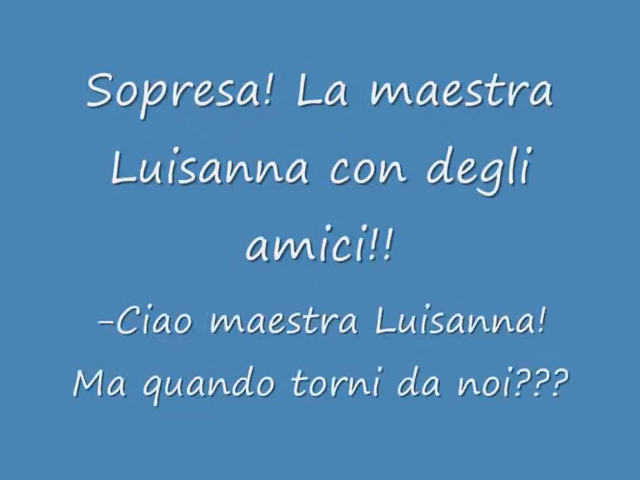 Sopresa! La maestra
Luisanna con degli
amici!!
-Ciao maestra Luisanna!
Ma quando torni da noi???